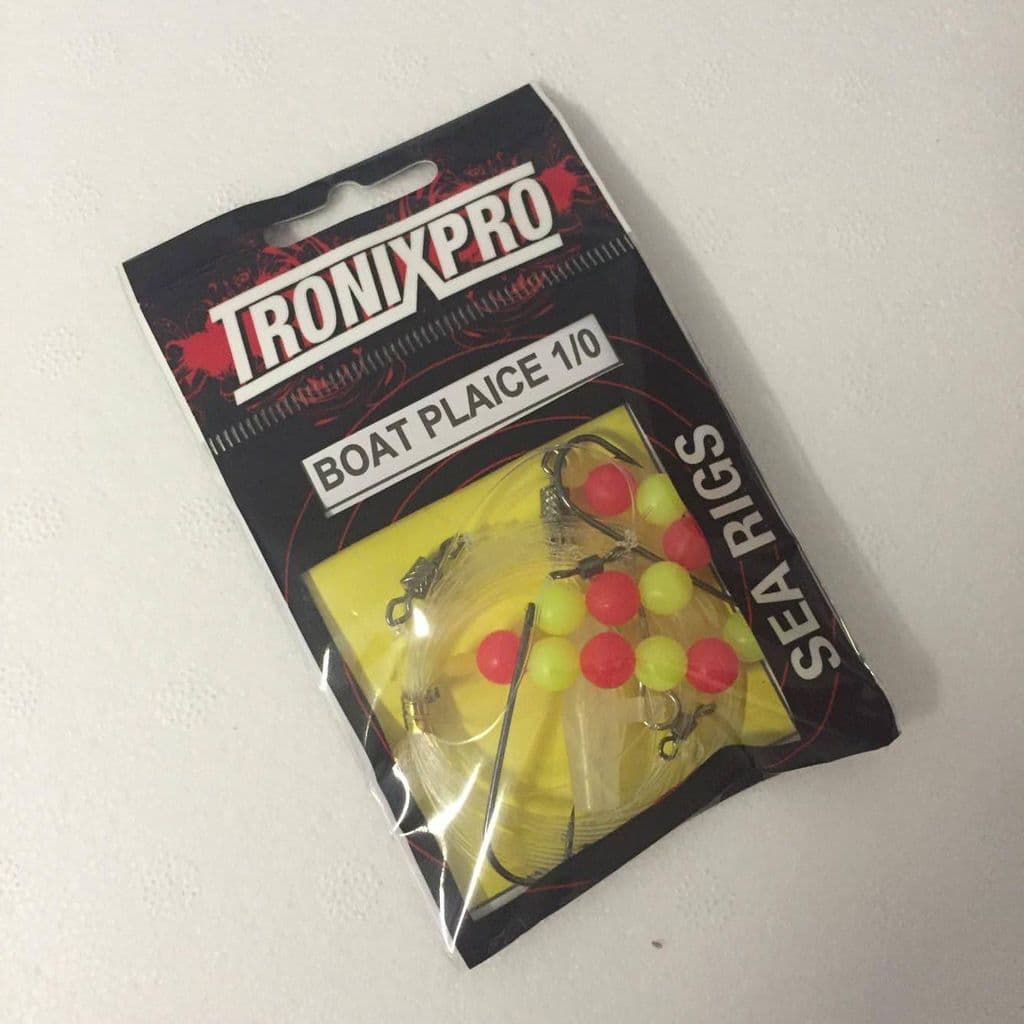 TRONIXPRO
BOAT PLAICE 1/0
SEA RIGS